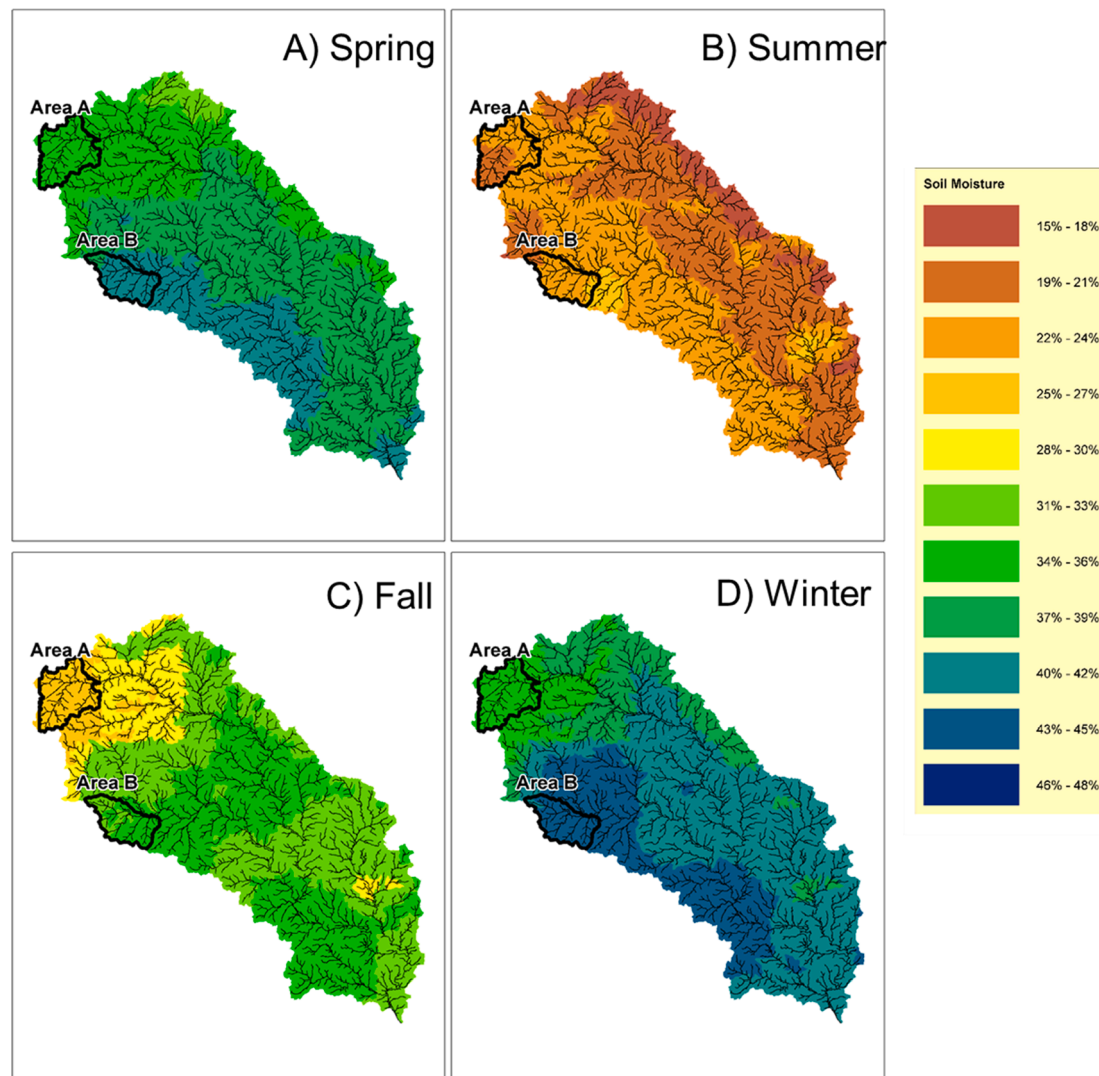 A) Spring
Area A
Area B
B) Summer
Area A
Area B
C) Fall
Area A
Area B
D) Winter
Area A
Area B
Soil Moisture
15% - 18%
19% - 21%
22% - 24%
25% - 27%
28% - 30%
31% - 33%
34% - 36%
37% - 39%
40% - 42%
43% - 45%
46% - 48%